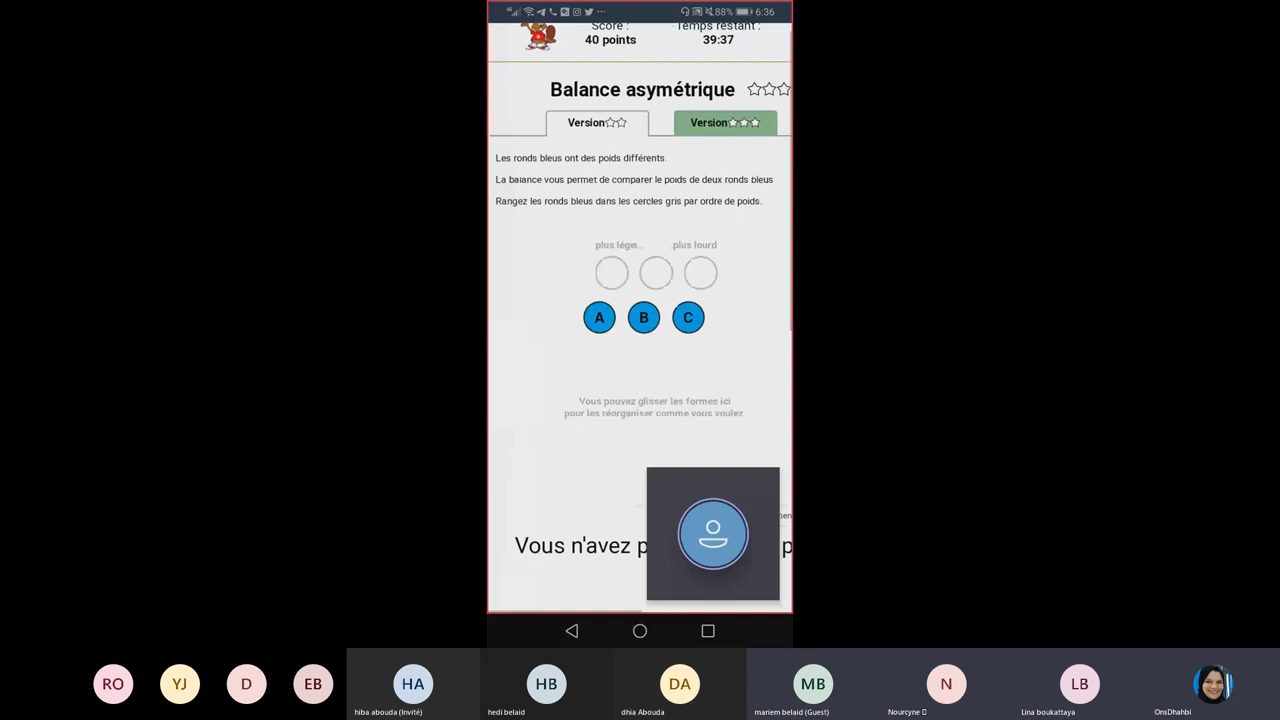 88% 6:36
Score : Temps restant :
40 points 39:37
Balance asymétrique
Version Version
Les ronds bleus ont des poids différents.
La balance vous permet de comparer le poids de deux ronds bleus
Rangez les ronds bleus dans les cercles gris par ordre de poids.
plus lége... ...plus lourd
A B C
Vous pouvez glisser les formes ici
pour les réorganiser comme vous voulez.
Vous n'avez p
RO YJ D EB HA HB DA MB N LB
hiba abouda (Invité) hedi belaid dhia Abouda mariem belaid (Guest) Nourcyne Lina boukattaya OnsDhahbi